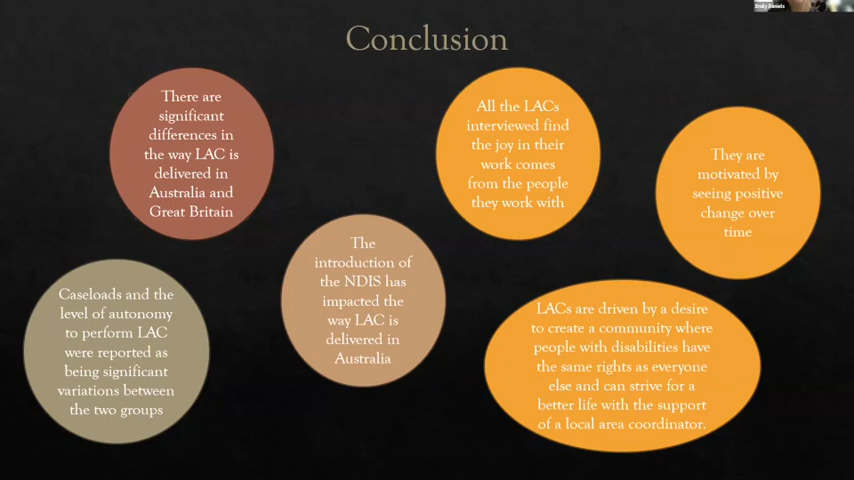 Emily Daniels
Conclusion
There are
significant
differences in
the way LAC is
delivered in
Australia and
Great Britain
All the LACs
interviewed find
the joy in their
work comes
from the people
they work with
They are
motivated by
seeing positive
change over
time
The
introduction of
the NDIS has
impacted the
way LAC is
delivered in
Australia
Caseloads and the
level of autonomy
to perform LAC
were reported as
being significant
variations between
the two groups
LACs are driven by a desire
to create a community where
people with disabilities have
the same rights as everyone
else and can strive for a
better life with the support
of a local area coordinator.